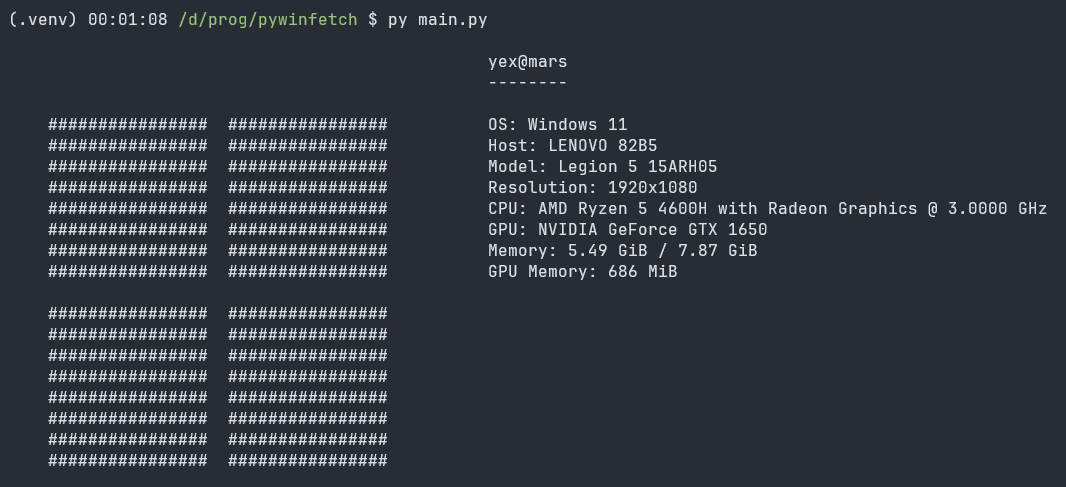 (.venv) 00:01:08 /d/prog/pywinfetch $ py main.py
yex@mars
--------
################  ################ OS: Windows 11
################  ################ Host: LENOVO 82B5
################  ################ Model: Legion 5 15ARH05
################  ################ Resolution: 1920x1080
################  ################ CPU: AMD Ryzen 5 4600H with Radeon Graphics @ 3.0000 GHz
################  ################ GPU: NVIDIA GeForce GTX 1650
################  ################ Memory: 5.49 GiB / 7.87 GiB
################  ################ GPU Memory: 686 MiB
################  ################
################  ################
################  ################
################  ################
################  ################
################  ################
################  ################
################  ################